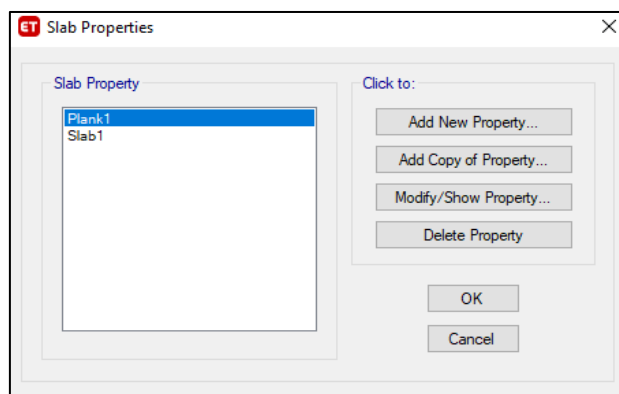 ET Slab Properties
Slab Property
Plank1
Slab1
Click to:
Add New Property...
Add Copy of Property...
Modify/Show Property...
Delete Property
OK
Cancel